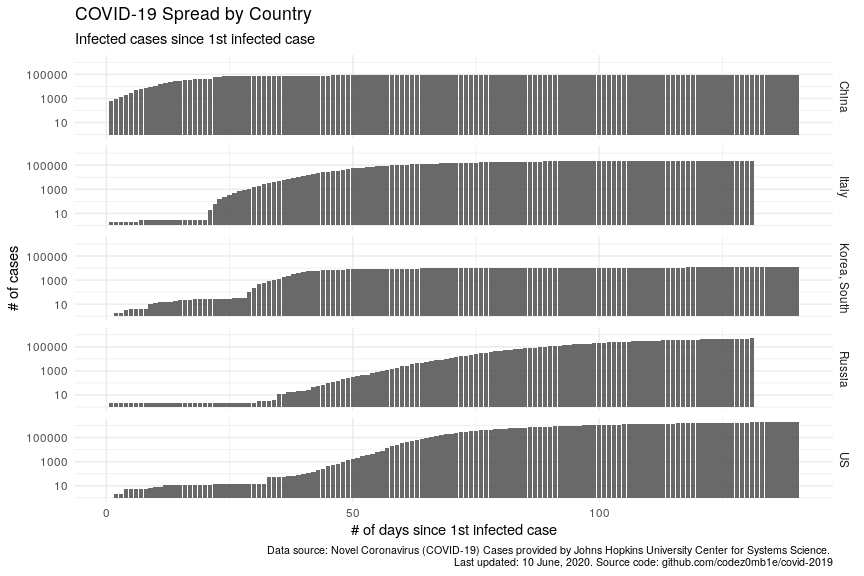 COVID-19 Spread by Country
Infected cases since 1st infected case
100000
1000
10
China
100000
1000
10
Italy
100000
1000
10
Korea, South
100000
1000
10
Russia
100000
1000
10
US
# of cases
0
50
100
# of days since 1st infected case
Data source: Novel Coronavirus (COVID-19) Cases provided by Johns Hopkins University Center for Systems Science.
Last updated: 10 June, 2020. Source code: github.com/codez0mb1e/covid-2019